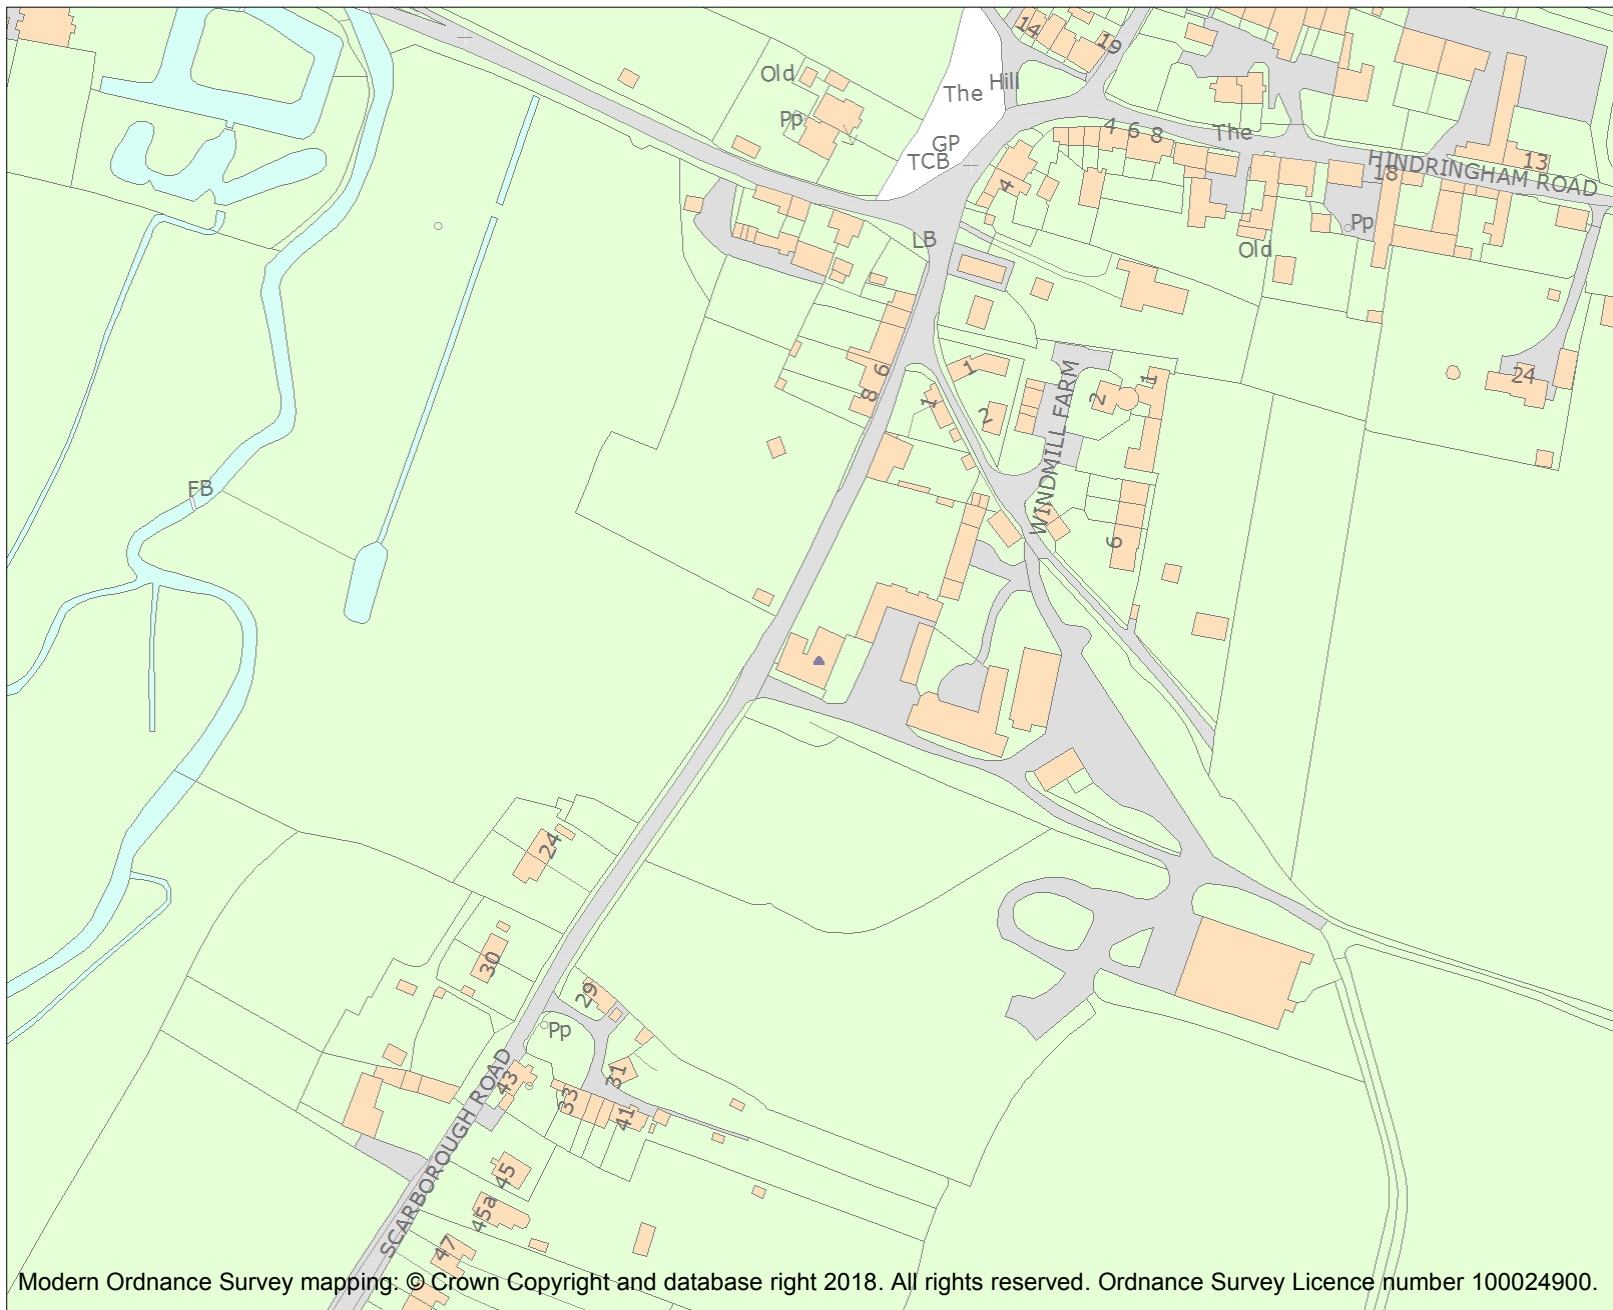 14
19
Old
The Hill
Pp
GP
TCB
4 6 8
The
HINDRINGHAM ROAD
13
18
4
Pp
LB
Old
6
8
1
1
2
WINDMILL FARM
2
1
24
FB
6
24
30
29
Pp
43
31
33
41
SCARBOROUGH ROAD
45
45a
47
Modern Ordnance Survey mapping: © Crown Copyright and database right 2018. All rights reserved. Ordnance Survey Licence number 100024900.